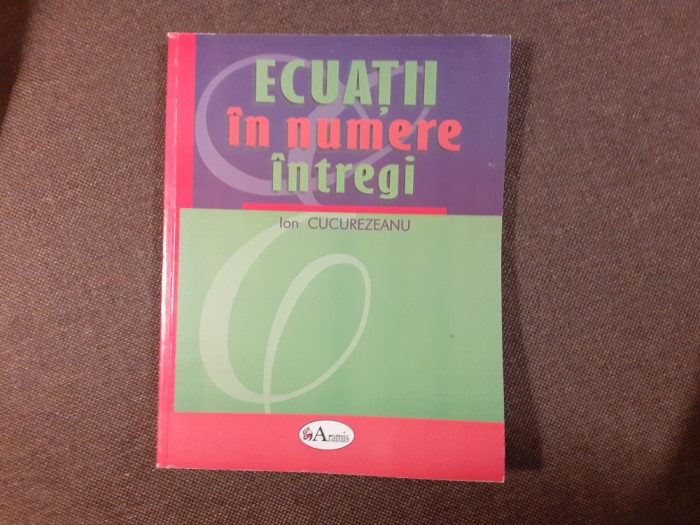 ECUAȚII
în numere
întregi
Ion CUCUREZEANU
Aramis